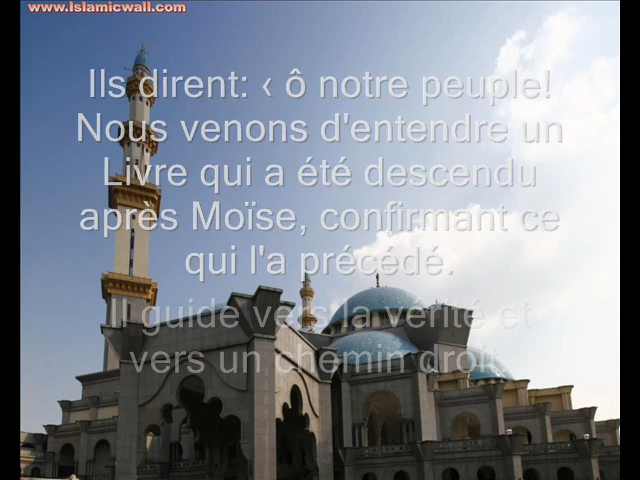 www.Islamicwall.com
Ils dirent: ‹ ô notre peuple!
Nous venons d'entendre un
Livre qui a été descendu
après Moïse, confirmant ce
qui l'a précédé.
Il guide vers la vérité et
vers un chemin droit.